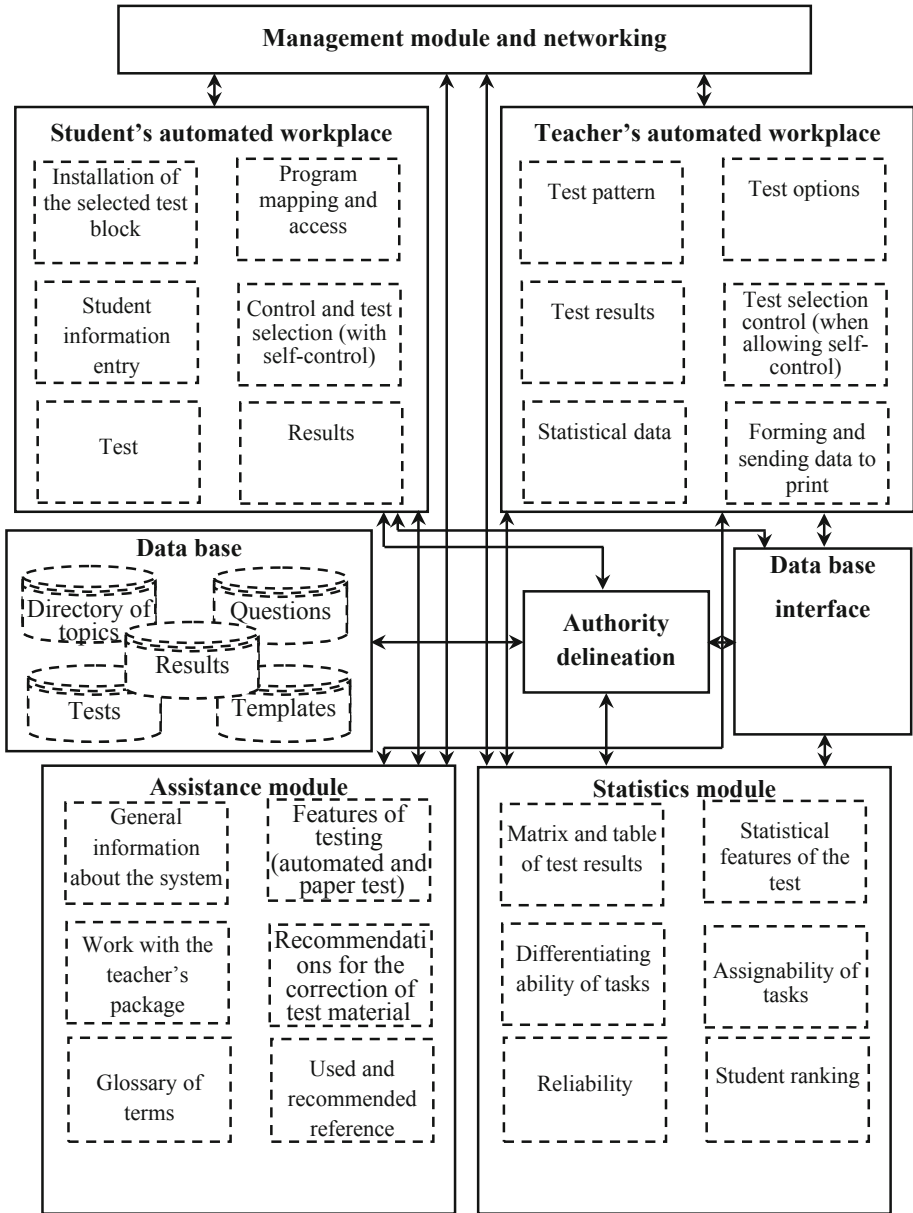 Management module and networking
Student’s automated workplace
Installation of
the selected test
block
Program
mapping and
access
Student
information
entry
Control and test
selection (with
self-control)
Test
Results
Teacher’s automated workplace
Test pattern
Test options
Test results
Test selection
control (when
allowing self-
control)
Statistical data
Forming and
sending data to
print
Data base
Directory of
topics
Questions
Results
Tests
Templates
Authority
delineation
Data base
interface
Assistance module
General
information
about the system
Features of
testing
(automated and
paper test)
Work with the
teacher’s
package
Recommendati
ons for the
correction of
test material
Glossary of
terms
Used and
recommended
reference
Statistics module
Matrix and table
of test results
Statistical
features of the
test
Differentiating
ability of tasks
Assignability of
tasks
Reliability
Student ranking